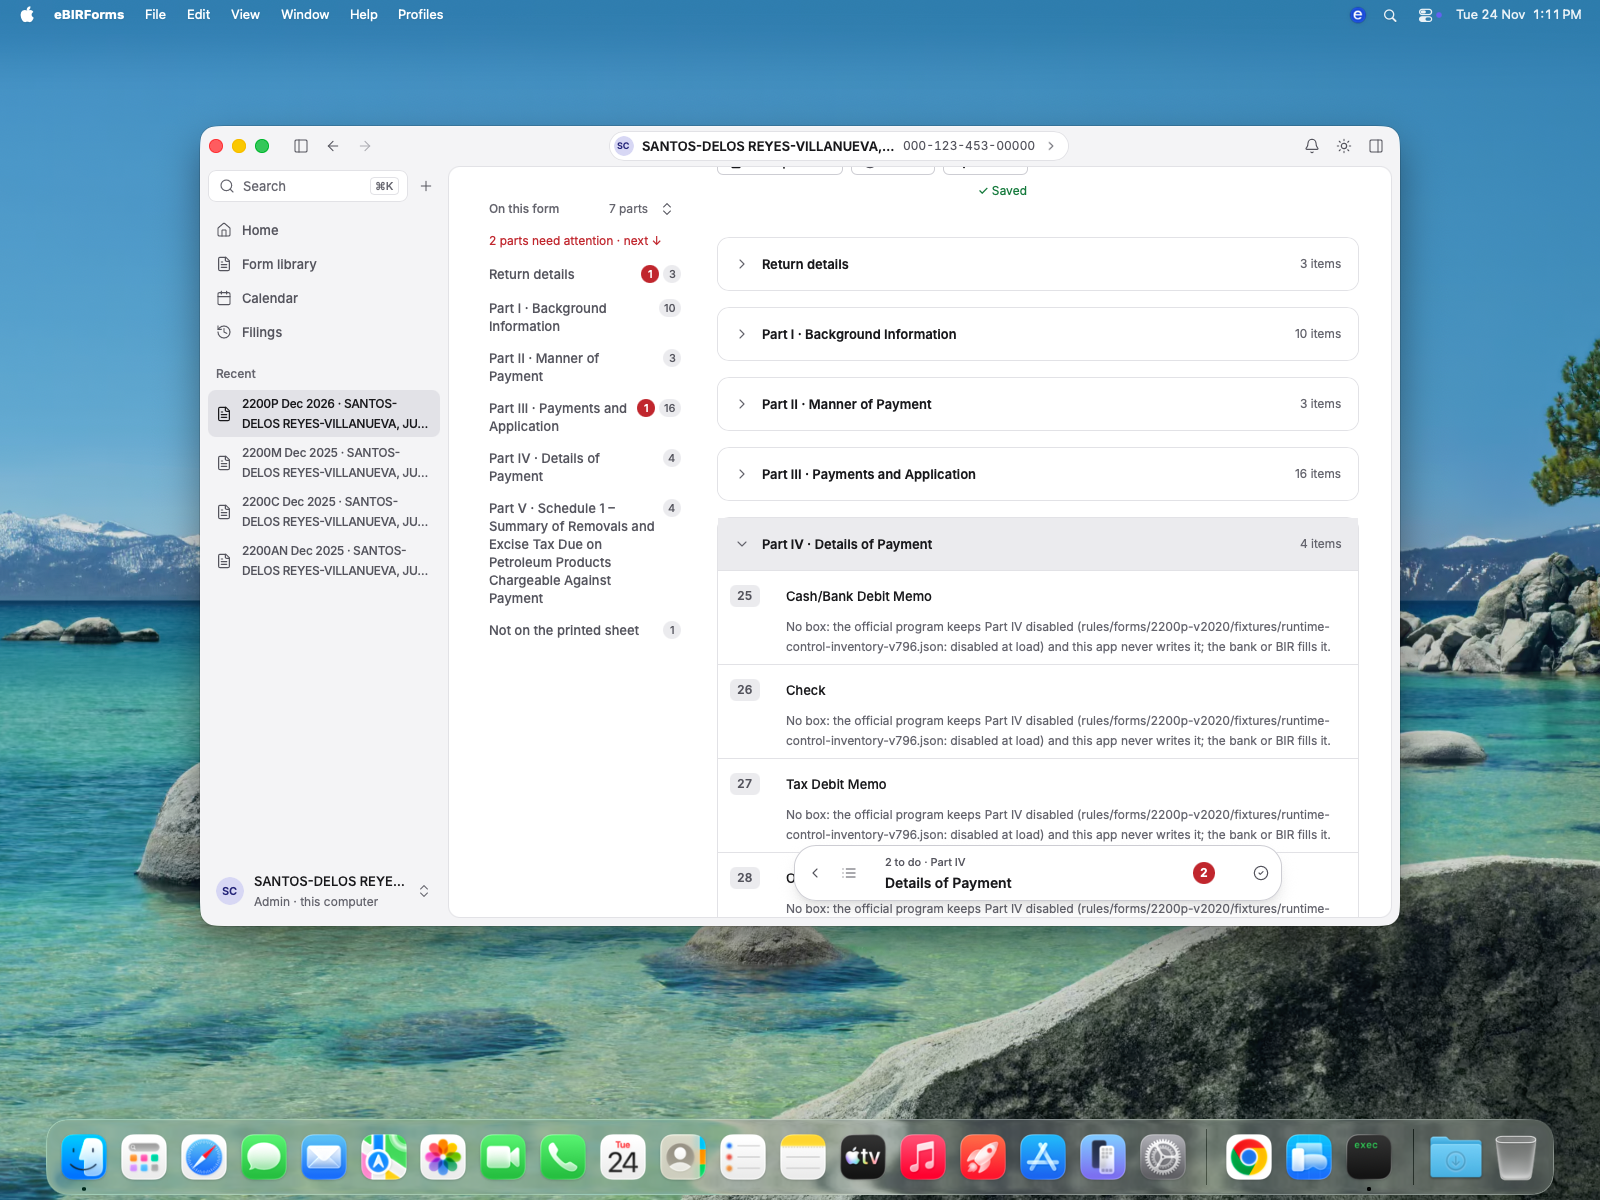 eBIRForms File Edit View Window Help Profiles
e Tue 24 Nov 1:11 PM
SC SANTOS-DELOS REYES-VILLANUEVA,... 000-123-453-00000
Search ⌘K
Home
Form library
Calendar
Filings
Recent
2200P Dec 2026 · SANTOS-
DELOS REYES-VILLANUEVA, JU...
2200M Dec 2025 · SANTOS-
DELOS REYES-VILLANUEVA, JU...
2200C Dec 2025 · SANTOS-
DELOS REYES-VILLANUEVA, JU...
2200AN Dec 2025 · SANTOS-
DELOS REYES-VILLANUEVA, JU...
SC SANTOS-DELOS REYE...
Admin · this computer
On this form 7 parts
2 parts need attention · next ↓
Return details 1 3
Part I · Background 10
Information
Part II · Manner of 3
Payment
Part III · Payments and 1 16
Application
Part IV · Details of 4
Payment
Part V · Schedule 1 – 4
Summary of Removals and
Excise Tax Due on
Petroleum Products
Chargeable Against
Payment
Not on the printed sheet 1
✓ Saved
Return details 3 items
Part I · Background Information 10 items
Part II · Manner of Payment 3 items
Part III · Payments and Application 16 items
Part IV · Details of Payment 4 items
25 Cash/Bank Debit Memo
No box: the official program keeps Part IV disabled (rules/forms/2200p-v2020/fixtures/runtime-
control-inventory-v796.json: disabled at load) and this app never writes it; the bank or BIR fills it.
26 Check
No box: the official program keeps Part IV disabled (rules/forms/2200p-v2020/fixtures/runtime-
control-inventory-v796.json: disabled at load) and this app never writes it; the bank or BIR fills it.
27 Tax Debit Memo
No box: the official program keeps Part IV disabled (rules/forms/2200p-v2020/fixtures/runtime-
control-inventory-v796.json: disabled at load) and this app never writes it; the bank or BIR fills it.
28
No box: the official program keeps Part IV disabled (rules/forms/2200p-v2020/fixtures/runtime-
2 to do · Part IV
Details of Payment 2
Tue
24
tv
exec